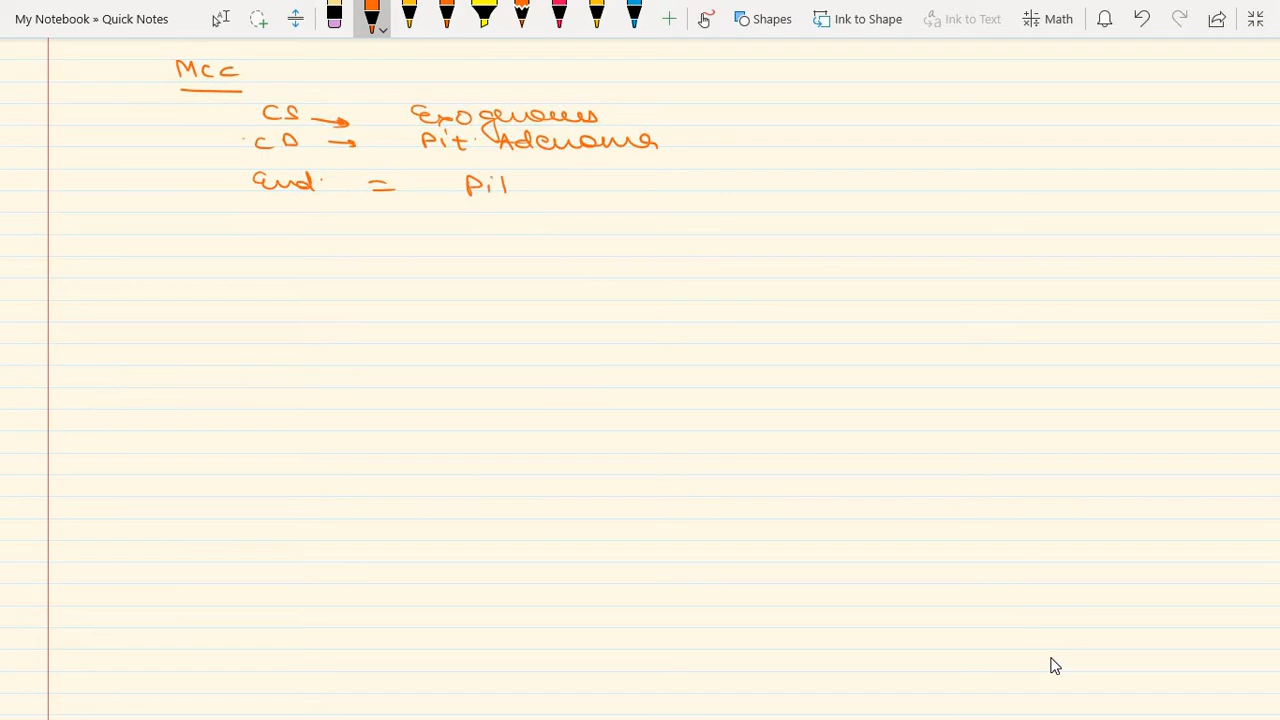 My Notebook » Quick Notes Shapes Ink to Shape Ink to Text Math
MCC
CS → Exogenous
CD → Pit. Adenoma
End. = Pit